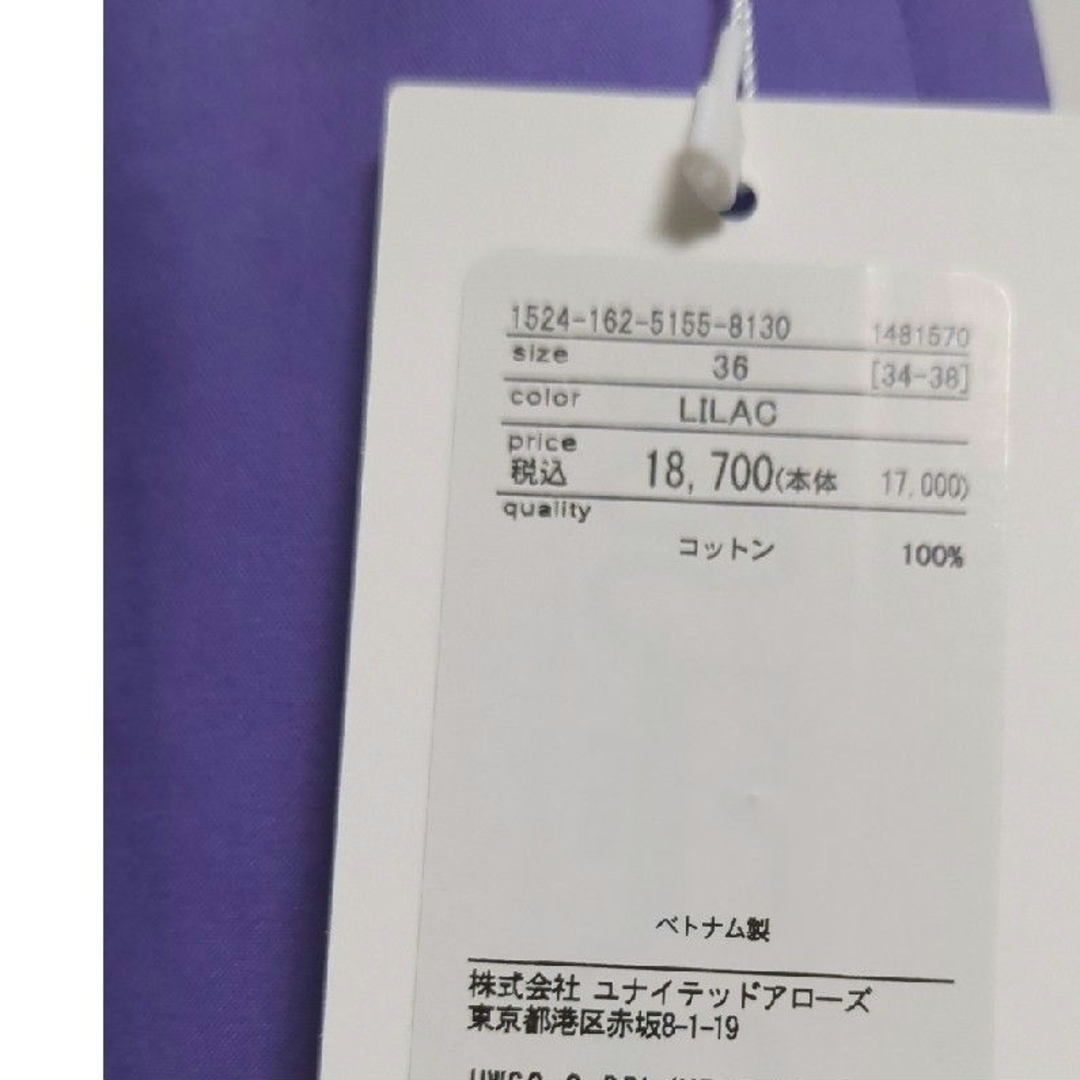 1524-162-5155-8130 1481570
size 36 [34-38]
color LILAC
price
税込 18,700(本体 17,000)
quality
コットン 100%
ベトナム製
株式会社 ユナイテッドアローズ
東京都港区赤坂8-1-19